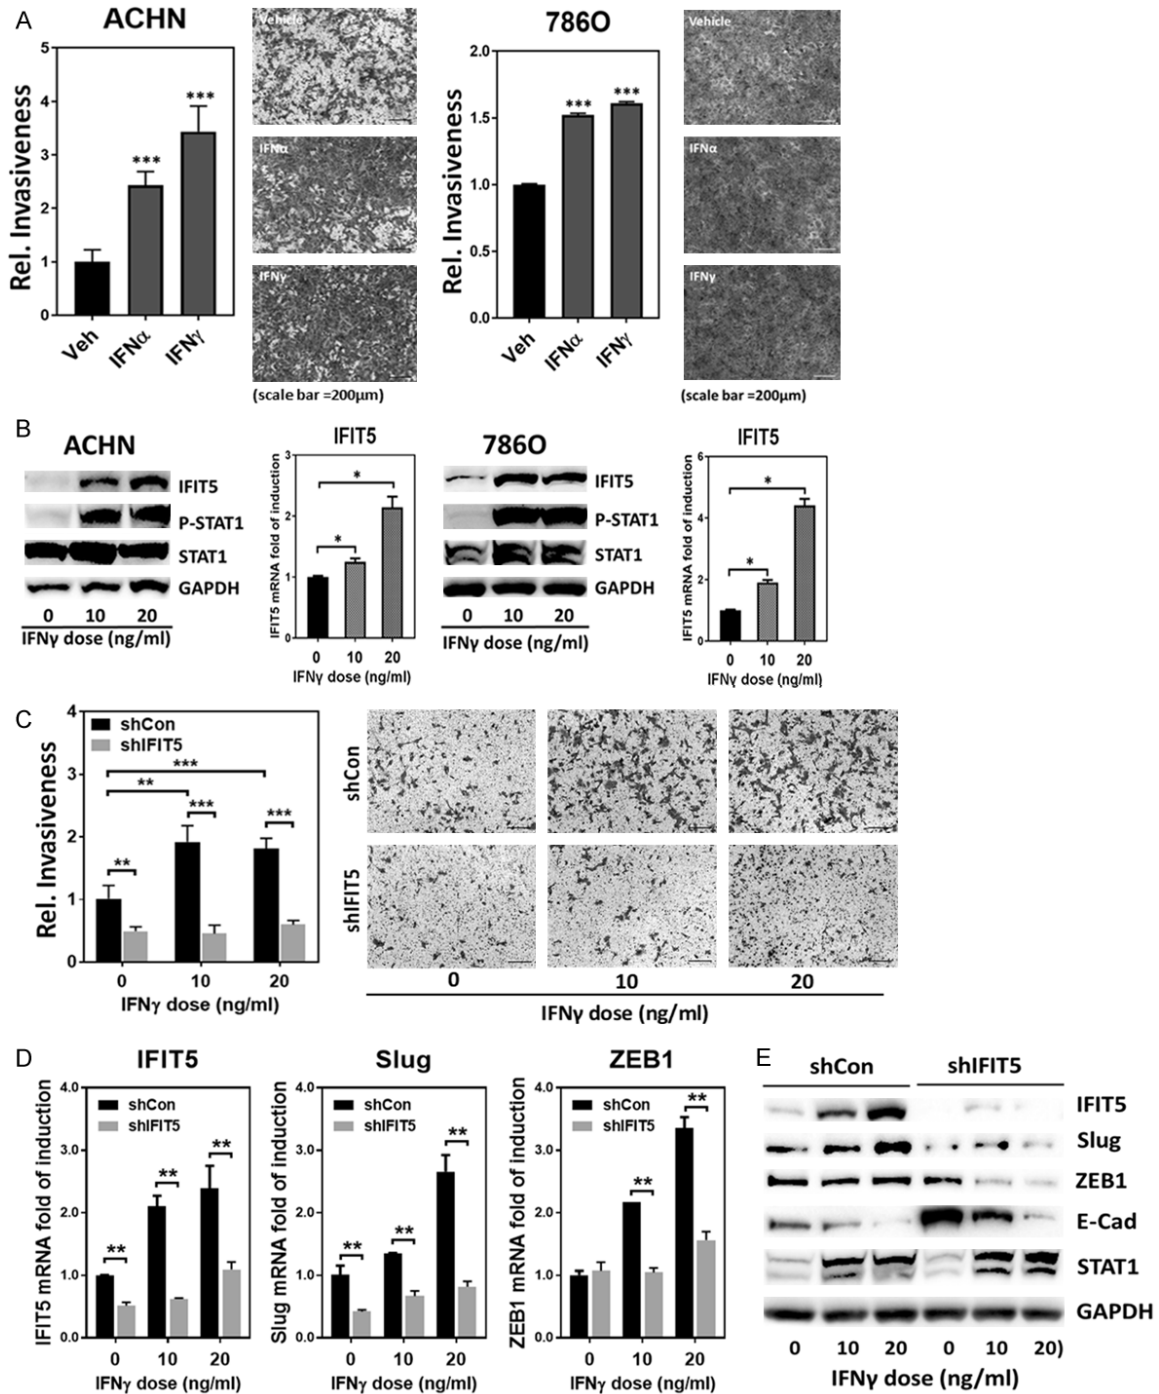 A
ACHN
Rel. Invasiveness
5
4
3
2
1
0
***
***
Veh
IFNα
IFNγ
Vehicle
IFNα
IFNγ
(scale bar =200μm)
786O
Rel. Invasiveness
2.0
1.5
1.0
0.5
0.0
***
***
Veh
IFNα
IFNγ
Vehicle
IFNα
IFNγ
(scale bar =200μm)
B
ACHN
IFIT5
P-STAT1
STAT1
GAPDH
0 10 20
IFNγ dose (ng/ml)
IFIT5
IFIT5 mRNA fold of induction
3
2
1
0
*
*
0 10 20
IFNγ dose (ng/ml)
786O
IFIT5
P-STAT1
STAT1
GAPDH
0 10 20
IFNγ dose (ng/ml)
IFIT5
IFIT5 mRNA fold of induction
6
4
2
0
*
*
0 10 20
IFNγ dose (ng/ml)
C
Rel. Invasiveness
4
3
2
1
0
shCon
shIFIT5
***
**
***
***
**
0 10 20
IFNγ dose (ng/ml)
shCon
shIFIT5
0 10 20
IFNγ dose (ng/ml)
D
IFIT5
IFIT5 mRNA fold of induction
4.0
3.0
2.0
1.0
0.0
shCon
shIFIT5
**
**
**
0 10 20
IFNγ dose (ng/ml)
Slug
Slug mRNA fold of induction
4.0
3.0
2.0
1.0
0.0
shCon
shIFIT5
**
**
**
0 10 20
IFNγ dose (ng/ml)
ZEB1
ZEB1 mRNA fold of induction
4.0
3.0
2.0
1.0
0.0
shCon
shIFIT5
**
**
0 10 20
IFNγ dose (ng/ml)
E
shCon shIFIT5
IFIT5
Slug
ZEB1
E-Cad
STAT1
GAPDH
0 10 20 0 10 20)
IFNγ dose (ng/ml)